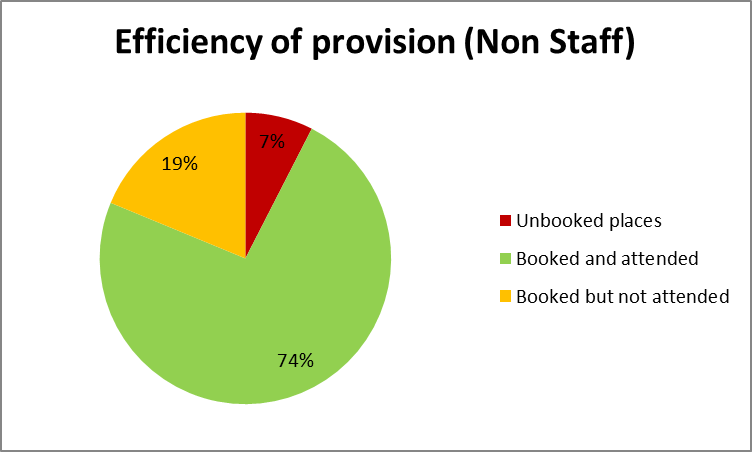 Efficiency of provision (Non Staff)
7%
19%
74%
Unbooked places
Booked and attended
Booked but not attended